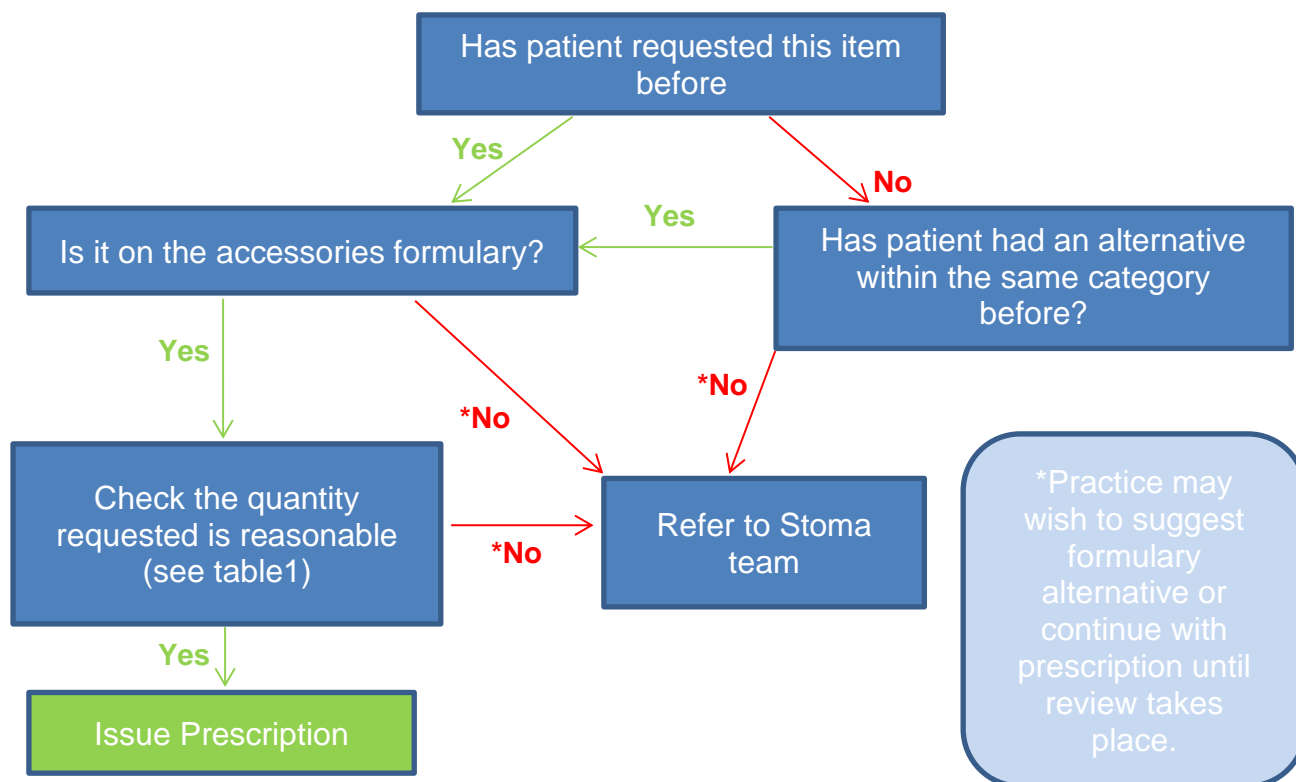 Has patient requested this item
before
Yes
No
Is it on the accessories formulary?
Yes
Has patient had an alternative
within the same category
before?
Yes
*No
*No
Check the quantity
requested is reasonable
(see table1)
*No
Refer to Stoma
team
*Practice may
wish to suggest
formulary
alternative or
continue with
prescription until
review takes
place.
Yes
Issue Prescription